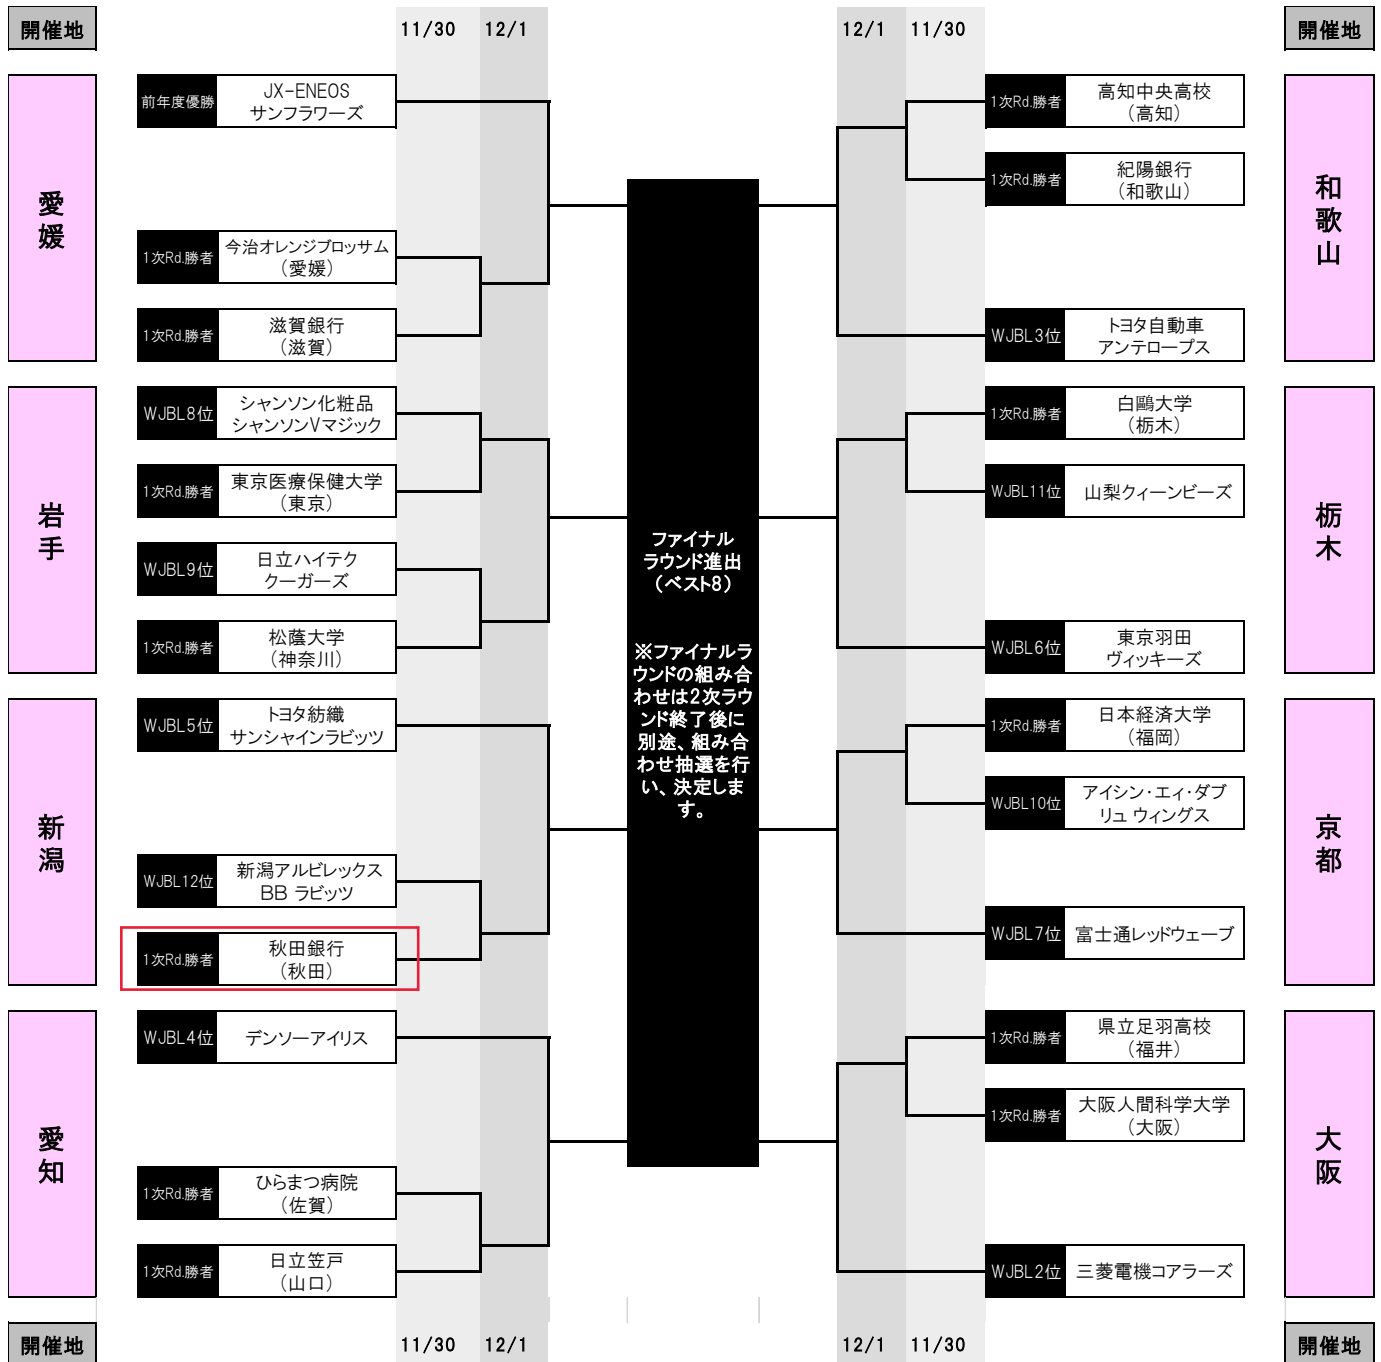 開催地
11/30
12/1
12/1
11/30
開催地
愛媛
前年度優勝
JX-ENEOS
サンフラワーズ
1次Rd.勝者
今治オレンジブロッサム
（愛媛）
1次Rd.勝者
滋賀銀行
（滋賀）
岩手
WJBL8位
シャンソン化粧品
シャンソンVマジック
1次Rd.勝者
東京医療保健大学
（東京）
WJBL9位
日立ハイテク
クーガーズ
1次Rd.勝者
松蔭大学
（神奈川）
新潟
WJBL5位
トヨタ紡織
サンシャインラビッツ
WJBL12位
新潟アルビレックス
BB ラビッツ
1次Rd.勝者
秋田銀行
（秋田）
愛知
WJBL4位
デンソーアイリス
1次Rd.勝者
ひらまつ病院
（佐賀）
1次Rd.勝者
日立笠戸
（山口）
ファイナル
ラウンド進出
（ベスト8）
※ファイナルラ
ウンドの組み合
わせは2次ラウ
ンド終了後に
別途、組み合
わせ抽選を行
い、決定しま
す。
1次Rd.勝者
高知中央高校
（高知）
1次Rd.勝者
紀陽銀行
（和歌山）
WJBL3位
トヨタ自動車
アンテロープス
和歌山
1次Rd.勝者
白鷗大学
（栃木）
WJBL11位
山梨クィーンビーズ
WJBL6位
東京羽田
ヴィッキーズ
栃木
1次Rd.勝者
日本経済大学
（福岡）
WJBL10位
アイシン・エィ・ダブ
リュ ウィングス
WJBL7位
富士通レッドウェーブ
京都
1次Rd.勝者
県立足羽高校
（福井）
1次Rd.勝者
大阪人間科学大学
（大阪）
WJBL2位
三菱電機コアラーズ
大阪
開催地
11/30
12/1
12/1
11/30
開催地